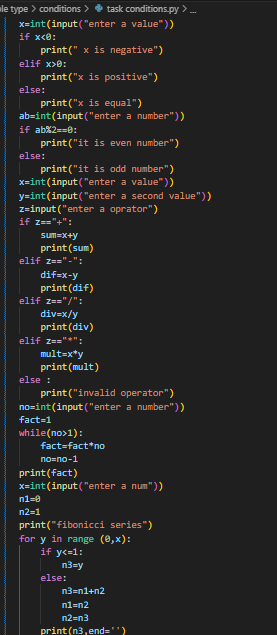 ole type > conditions > task conditions.py > ...
x=int(input("enter a value"))
if x<0:
    print(" x is negative")
elif x>0:
    print("x is positive")
else:
    print("x is equal")
ab=int(input("enter a number"))
if ab%2==0:
    print("it is even number")
else:
    print("it is odd number")
x=int(input("enter a value"))
y=int(input("enter a second value"))
z=input("enter a oprator")
if z=="+":
    sum=x+y
    print(sum)
elif z=="-":
    dif=x-y
    print(dif)
elif z=="/":
    div=x/y
    print(div)
elif z=="*":
    mult=x*y
    print(mult)
else :
    print("invalid operator")
no=int(input("enter a number"))
fact=1
while(no>1):
    fact=fact*no
    no=no-1
print(fact)
x=int(input("enter a num"))
n1=0
n2=1
print("fibonicci series")
for y in range (0,x):
    if y<=1:
        n3=y
    else:
        n3=n1+n2
        n1=n2
        n2=n3
    print(n3,end='')